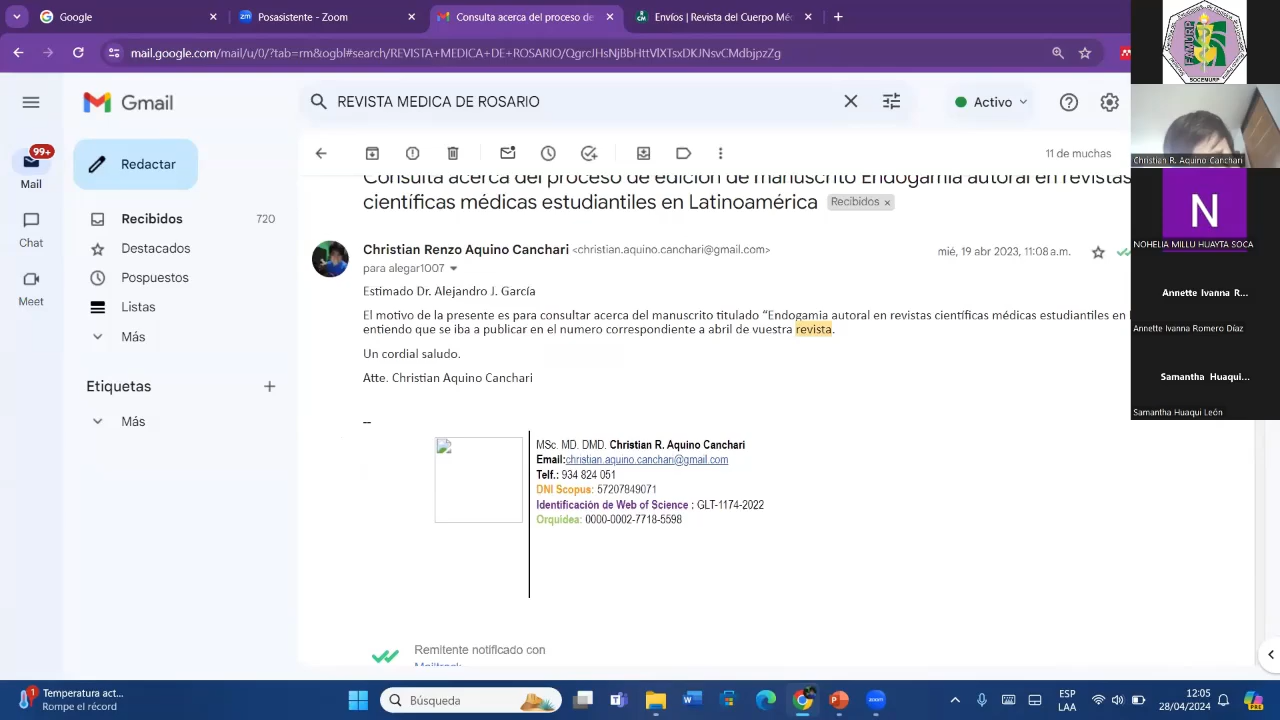 Google
Posasistente - Zoom
Consulta acerca del proceso de
Envíos | Revista del Cuerpo Mé
mail.google.com/mail/u/0/?tab=rm&ogbl#search/REVISTA+MEDICA+DE+ROSARIO/QgrcJHsNjBbHttVlXTsxDKJNsvCMdbjpzZg
Gmail
REVISTA MEDICA DE ROSARIO
Activo
99+
Mail
Redactar
11 de muchas
Chat
Meet
Recibidos 720
Destacados
Pospuestos
Listas
Más
Etiquetas
Más
Consulta acerca del proceso de edición de manuscrito Endogamia autoral en revistas
científicas médicas estudiantiles en Latinoamérica Recibidos
Christian Renzo Aquino Canchari <christian.aquino.canchari@gmail.com>
mié, 19 abr 2023, 11:08 a.m.
para alegar1007
Estimado Dr. Alejandro J. García
El motivo de la presente es para consultar acerca del manuscrito titulado “Endogamia autoral en revistas científicas médicas estudiantiles en
entiendo que se iba a publicar en el numero correspondiente a abril de vuestra revista.
Un cordial saludo.
Atte. Christian Aquino Canchari
--
MSc. MD. DMD. Christian R. Aquino Canchari
Email:christian.aquino.canchari@gmail.com
Telf.: 934 824 051
DNI Scopus: 57207849071
Identificación de Web of Science : GLT-1174-2022
Orquidea: 0000-0002-7718-5598
Remitente notificado con
Mailtrack
FAMURP
SOCEMURP
Christian R. Aquino Canchari
N
NOHELIA MILLU HUAYTA SOCA
Annette Ivanna R...
Annette Ivanna Romero Díaz
Samantha Huaqui...
Samantha Huaqui León
1
Temperatura act...
Rompe el récord
Búsqueda
ESP
LAA
12:05
28/04/2024